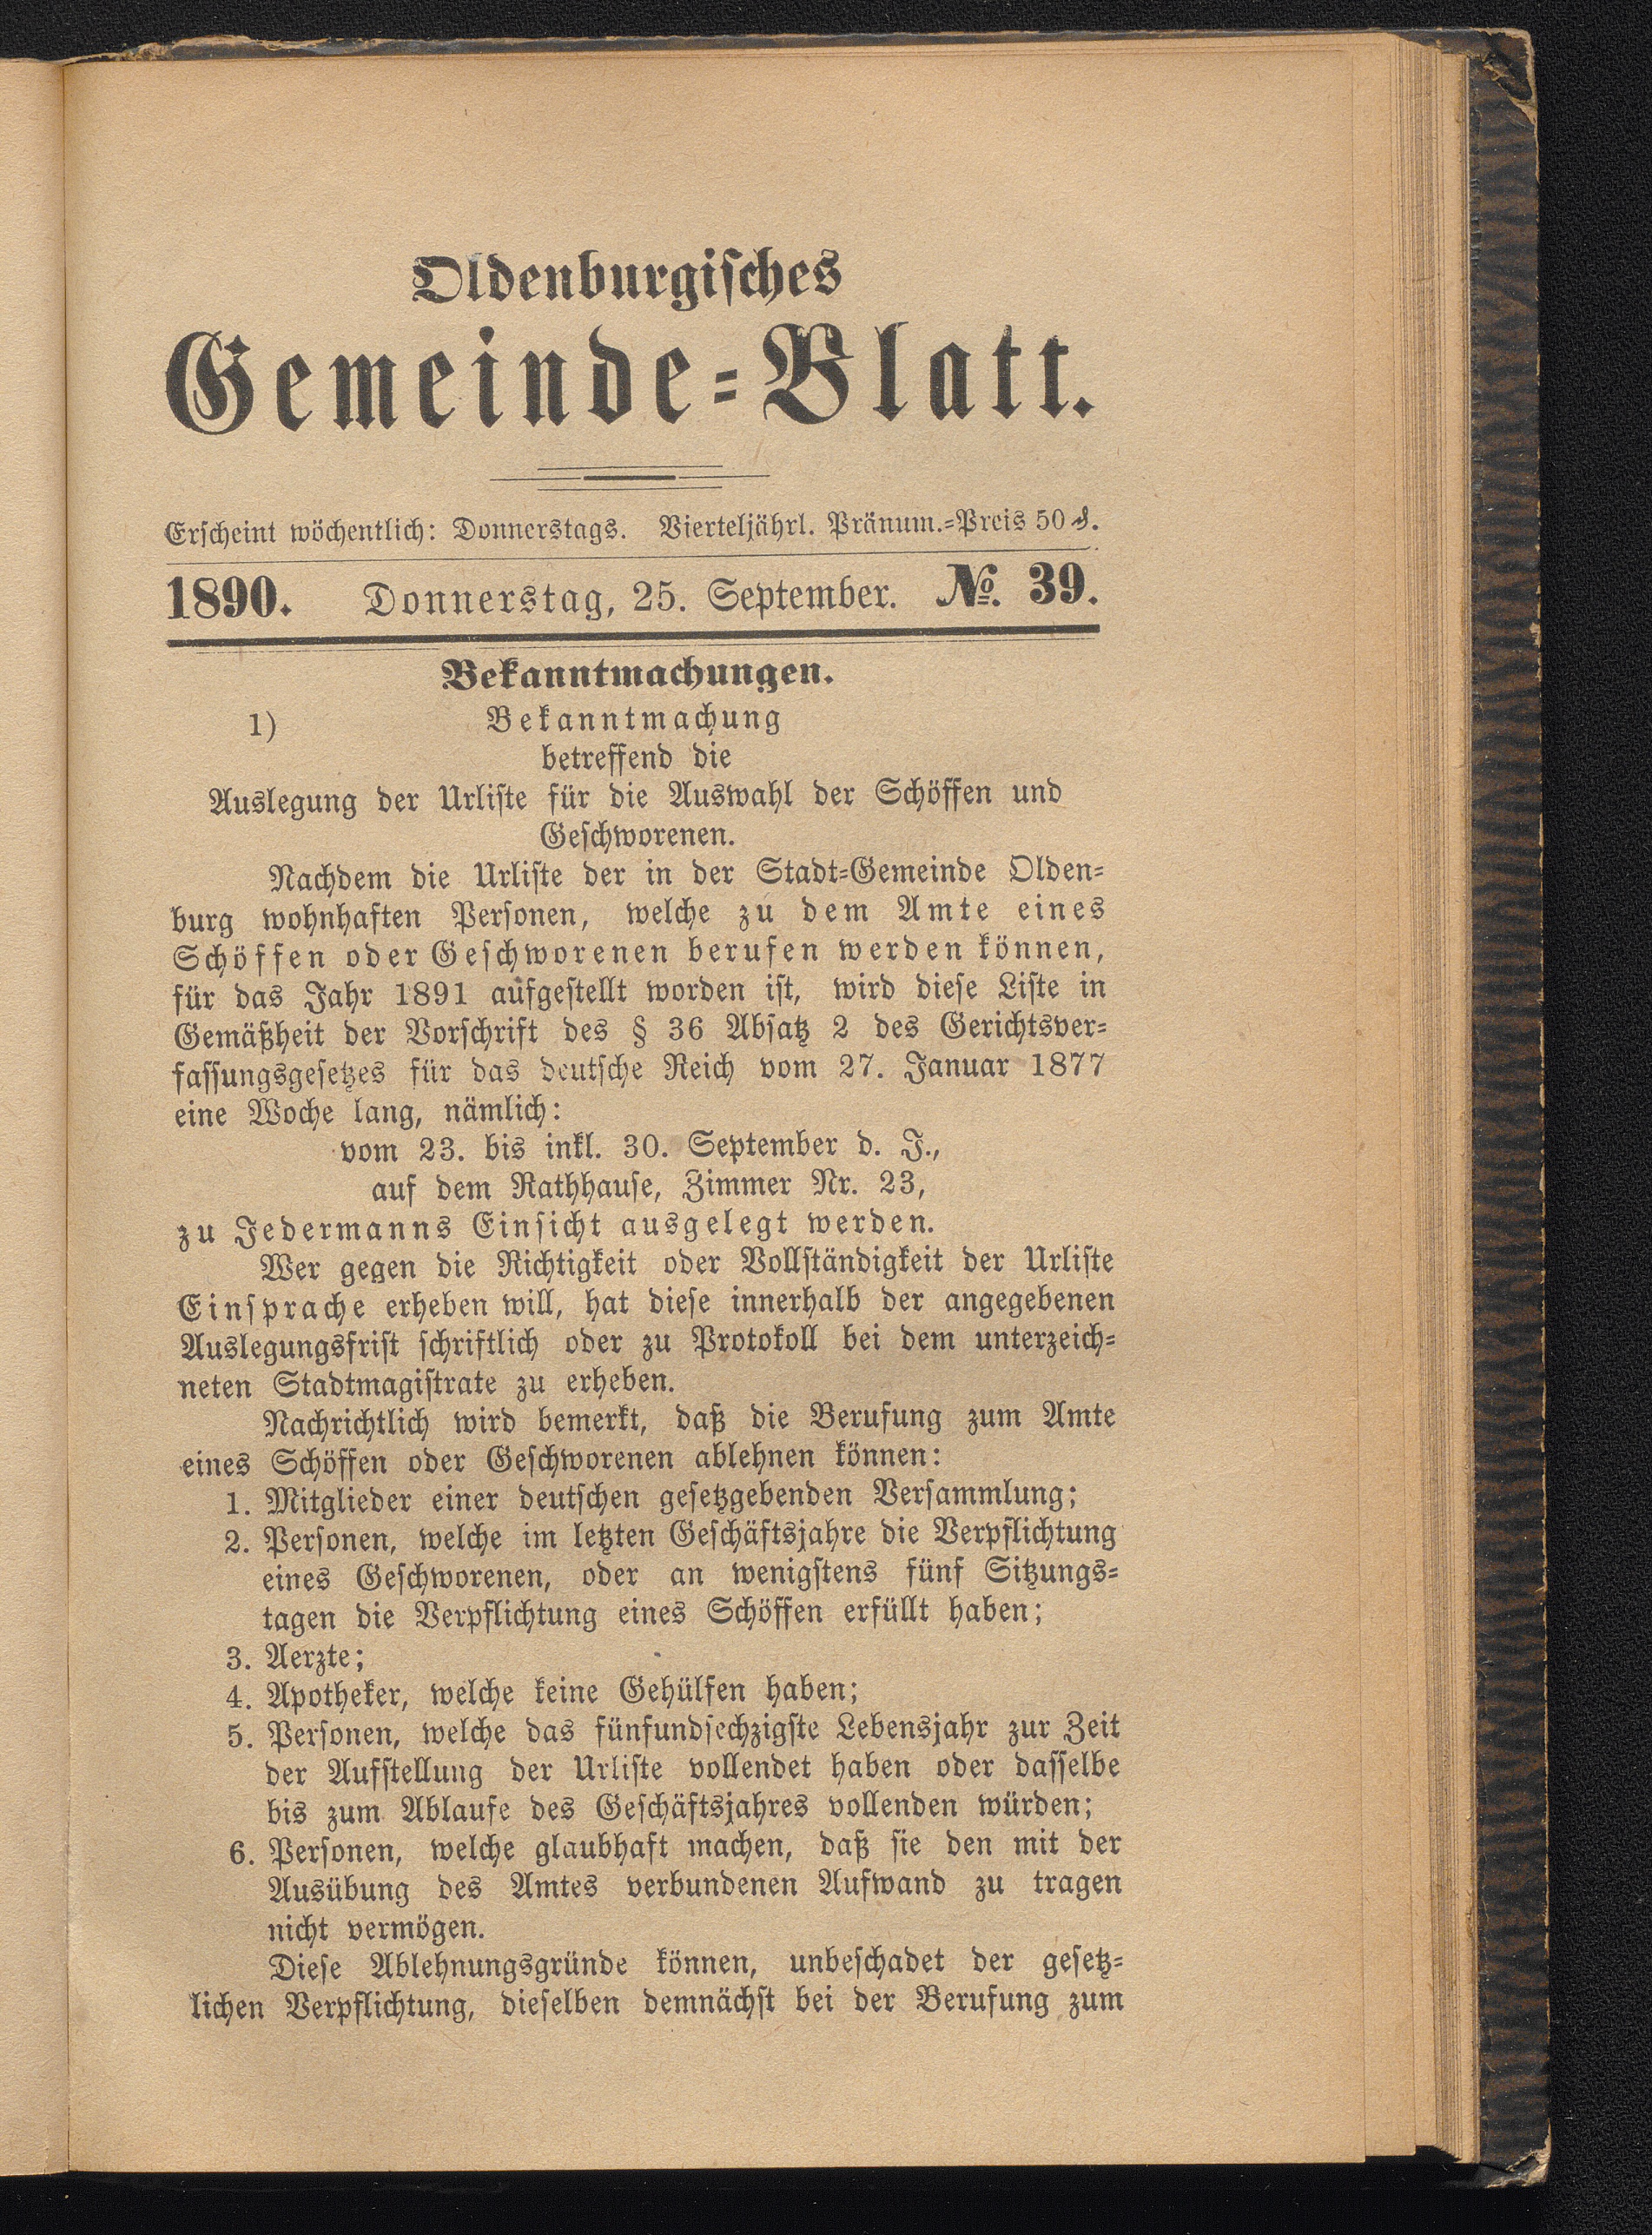 Oldenburgisches
Gemeinde-Blatt.
Erscheint wöchentlich: Donnerstags. Vierteljährl. Pränum.-Preis 50 ₰.
1890. Donnerstag, 25. September. №. 39.
Bekanntmachungen.
1) Bekanntmachung
betreffend die
Auslegung der Urliste für die Auswahl der Schöffen und
Geschworenen.
Nachdem die Urliste der in der Stadt-Gemeinde Olden-
burg wohnhaften Personen, welche zu dem Amte eines
Schöffen oder Geschworenen berufen werden können,
für das Jahr 1891 aufgestellt worden ist, wird diese Liste in
Gemäßheit der Vorschrift des § 36 Absatz 2 des Gerichtsver-
fassungsgesetzes für das deutsche Reich vom 27. Januar 1877
eine Woche lang, nämlich:
vom 23. bis inkl. 30. September d. J.,
auf dem Rathhause, Zimmer Nr. 23,
zu Jedermanns Einsicht ausgelegt werden.
Wer gegen die Richtigkeit oder Vollständigkeit der Urliste
Einsprache erheben will, hat diese innerhalb der angegebenen
Auslegungsfrist schriftlich oder zu Protokoll bei dem unterzeich-
neten Stadtmagistrate zu erheben.
Nachrichtlich wird bemerkt, daß die Berufung zum Amte
eines Schöffen oder Geschworenen ablehnen können:
1. Mitglieder einer deutschen gesetzgebenden Versammlung;
2. Personen, welche im letzten Geschäftsjahre die Verpflichtung
eines Geschworenen, oder an wenigstens fünf Sitzungs-
tagen die Verpflichtung eines Schöffen erfüllt haben;
3. Aerzte;
4. Apotheker, welche keine Gehülfen haben;
5. Personen, welche das fünfundsechzigste Lebensjahr zur Zeit
der Aufstellung der Urliste vollendet haben oder dasselbe
bis zum Ablaufe des Geschäftsjahres vollenden würden;
6. Personen, welche glaubhaft machen, daß sie den mit der
Ausübung des Amtes verbundenen Aufwand zu tragen
nicht vermögen.
Diese Ablehnungsgründe können, unbeschadet der gesetz-
lichen Verpflichtung, dieselben demnächst bei der Berufung zum